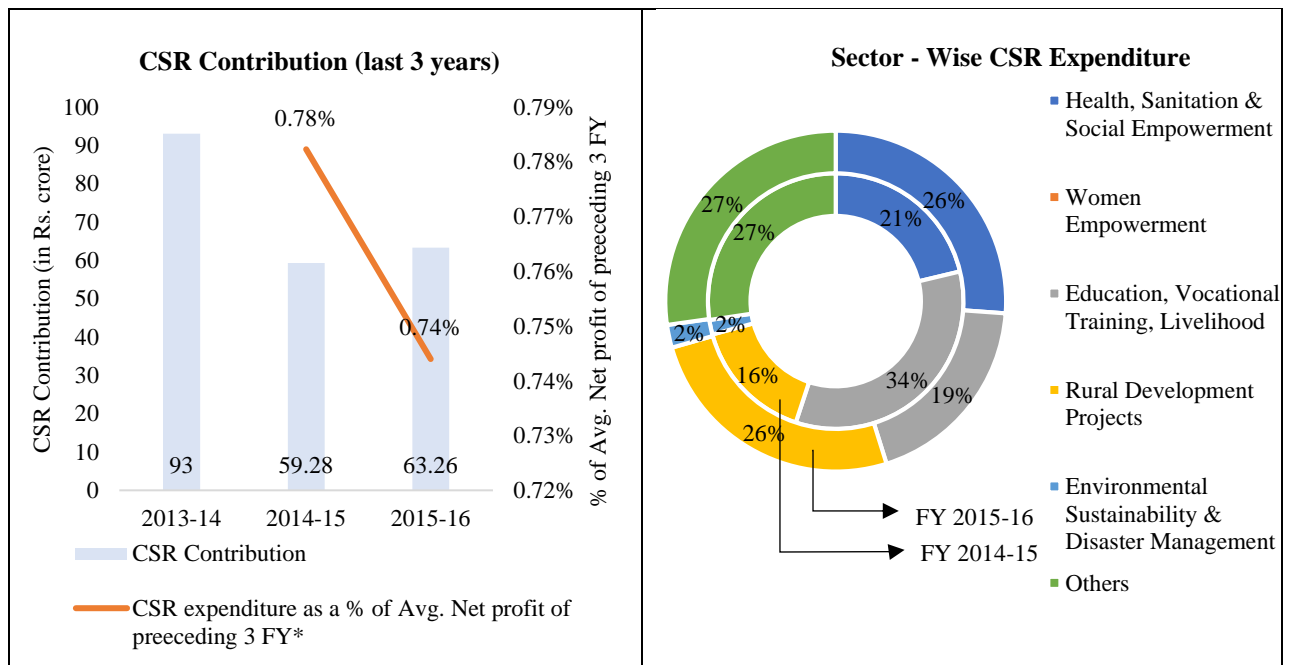 CSR Contribution (last 3 years)
CSR Contribution (in Rs. crore)
100
90
80
70
60
50
40
30
20
10
0
0.79%
0.78%
0.77%
0.76%
0.75%
0.74%
0.73%
0.72%
% of Avg. Net profit of preceding 3 FY
0.78%
0.74%
93
59.28
63.26
2013-14
2014-15
2015-16
CSR Contribution
CSR expenditure as a % of Avg. Net profit of
preeceding 3 FY*
Sector - Wise CSR Expenditure
26%
21%
27%
27%
34%
19%
2%
2%
16%
26%
FY 2015-16
FY 2014-15
Health, Sanitation &
Social Empowerment
Women
Empowerment
Education, Vocational
Training, Livelihood
Rural Development
Projects
Environmental
Sustainability &
Disaster Management
Others